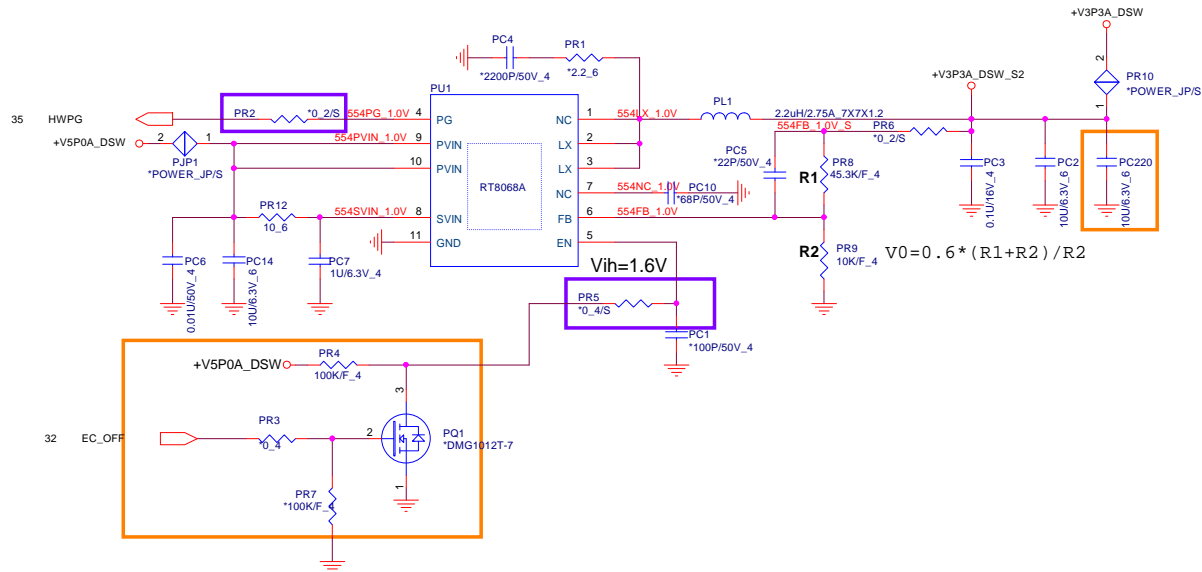 +V3P3A_DSW
PC4
*2200P/50V_4
PR1
*2.2_6
2
PR10
*POWER_JP/S
1
+V3P3A_DSW_S2
PU1
35 HWPG
PR2
*0_2/S
554PG_1.0V
4 PG
NC 1
554LX_1.0V
PL1
2.2uH/2.75A_7X7X1.2
554FB_1.0V_S
PR6
*0_2/S
+V5P0A_DSW
2
1
PJP1
*POWER_JP/S
554PVIN_1.0V
9 PVIN
LX 2
10 PVIN
LX 3
RT8068A
NC 7
554NC_1.0V
PC10
*68P/50V_4
PC5
*22P/50V_4
R1
PR8
45.3K/F_4
PC3
0.1U/16V_4
PC2
10U/6.3V_6
PC220
10U/6.3V_6
PR12
10_6
554SVIN_1.0V
8 SVIN
FB 6
554FB_1.0V
11 GND
EN 5
R2
PR9
10K/F_4
V0=0.6*(R1+R2)/R2
PC6
0.01U/50V_4
PC14
10U/6.3V_6
PC7
1U/6.3V_4
Vih=1.6V
PR5
*0_4/S
PC1
*100P/50V_4
+V5P0A_DSW
PR4
100K/F_4
3
32 EC_OFF
PR3
0_4
2
PQ1
*DMG1012T-7
1
PR7
*100K/F_4